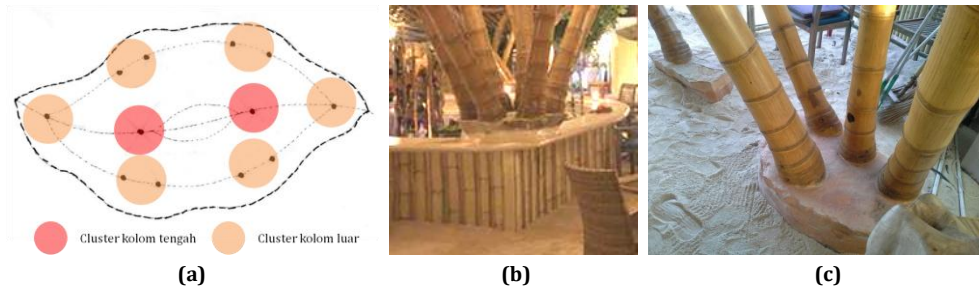 Cluster kolom tengah
Cluster kolom luar
(a)
(b)
(c)